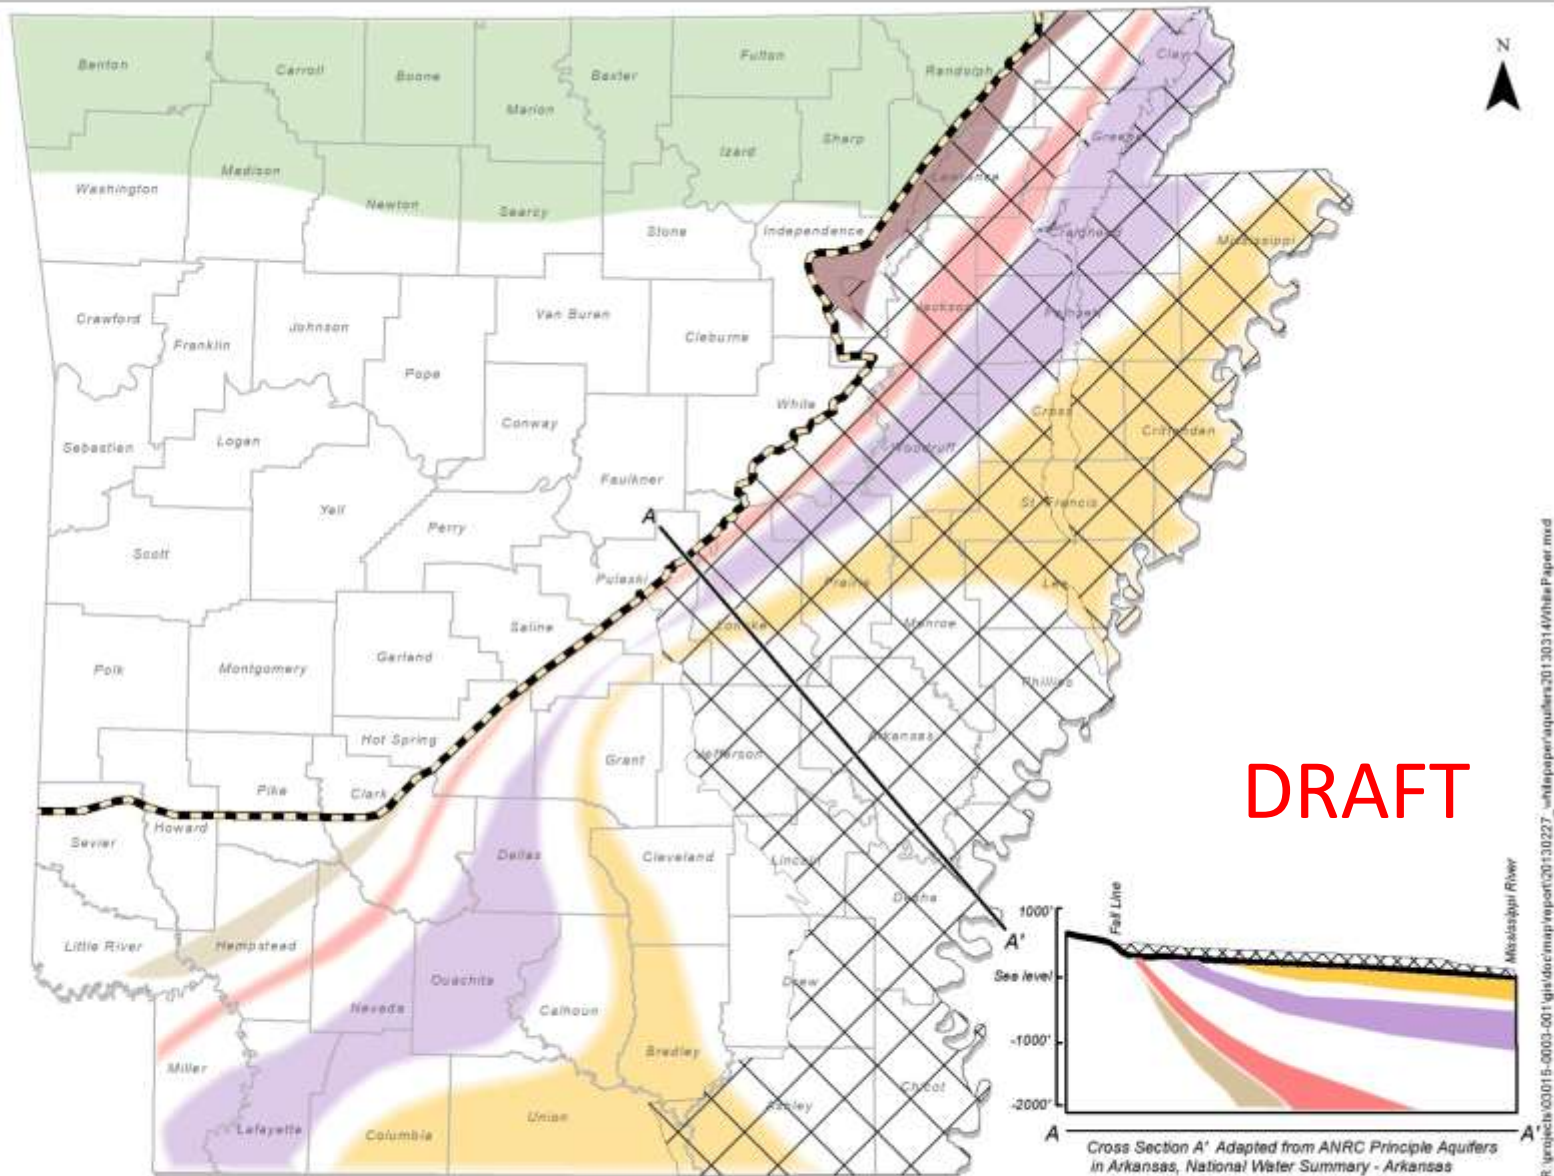 N
Benton
Carroll
Boone
Baxter
Fulton
Randolph
Clay
Marion
Izard
Sharp
Greene
Lawrence
Washington
Madison
Newton
Searcy
Stone
Independence
Craighead
Mississippi
Crawford
Franklin
Johnson
Van Buren
Cleburne
Jackson
Poinsett
Pope
White
Cross
Crittenden
Sebastian
Logan
Conway
Woodruff
Faulkner
St. Francis
Yell
Perry
A
Scott
Pulaski
Prairie
Lee
Saline
Lonoke
Monroe
Polk
Montgomery
Garland
Phillips
Hot Spring
Grant
Jefferson
Arkansas
Pike
Clark
DRAFT
Howard
Sevier
Dallas
Cleveland
Lincoln
Desha
Little River
Hempstead
A'
Ouachita
Nevada
Calhoun
Drew
Miller
Bradley
Chicot
Ashley
Lafayette
Columbia
Union
Fall Line
Mississippi River
1000'
Sea level
-1000'
-2000'
A
A'
Cross Section A' Adapted from ANRC Principle Aquifers
in Arkansas, National Water Summary - Arkansas